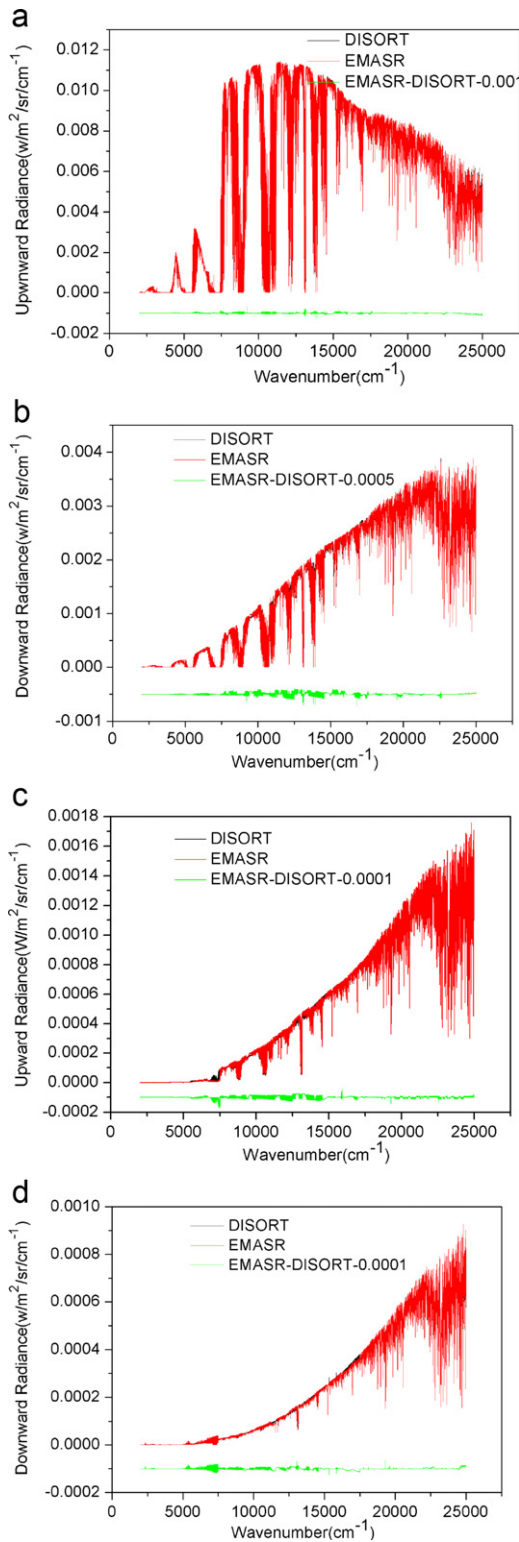 a
DISORT
EMASR
EMASR-DISORT-0.001
0.012
0.010
0.008
0.006
0.004
0.002
0.000
-0.002
Upwnward Radiance(w/m2/sr/cm-1)
0 5000 10000 15000 20000 25000
Wavenumber(cm-1)
b
DISORT
EMASR
EMASR-DISORT-0.0005
0.004
0.003
0.002
0.001
0.000
-0.001
Downward Radiance(w/m2/sr/cm-1)
0 5000 10000 15000 20000 25000
Wavenumber(cm-1)
c
DISORT
EMASR
EMASR-DISORT-0.0001
0.0018
0.0016
0.0014
0.0012
0.0010
0.0008
0.0006
0.0004
0.0002
0.0000
-0.0002
Upward Radiance(W/m2/sr/cm-1)
0 5000 10000 15000 20000 25000
Wavenumber(cm-1)
d
DISORT
EMASR
EMASR-DISORT-0.0001
0.0010
0.0008
0.0006
0.0004
0.0002
0.0000
-0.0002
Downward Radiance(w/m2/sr/cm-1)
0 5000 10000 15000 20000 25000
Wavenumber(cm-1)